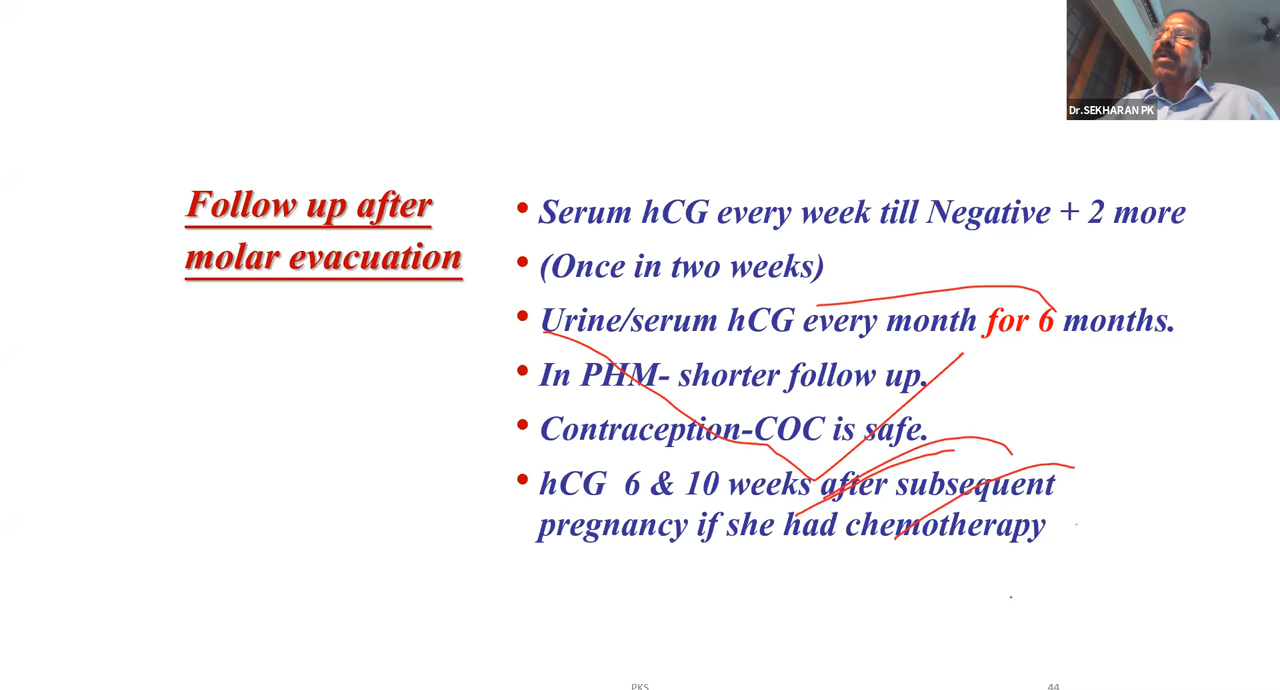 Dr.SEKHARAN PK
Follow up after
molar evacuation
• Serum hCG every week till Negative + 2 more
• (Once in two weeks)
• Urine/serum hCG every month for 6 months.
• In PHM- shorter follow up.
• Contraception-COC is safe.
• hCG 6 & 10 weeks after subsequent
pregnancy if she had chemotherapy
PKS
44